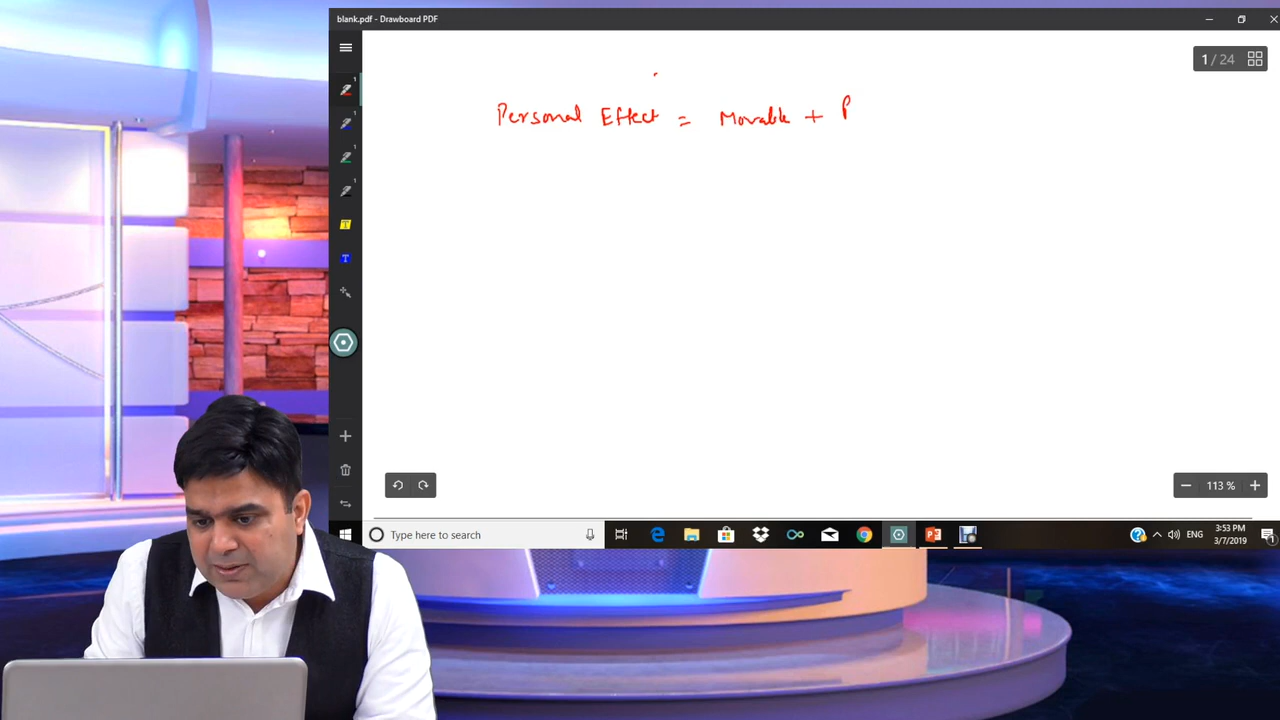 blank.pdf - Drawboard PDF
1 / 24
Personal Effect = Movable + P
113 %
Type here to search
ENG
3:53 PM
3/7/2019